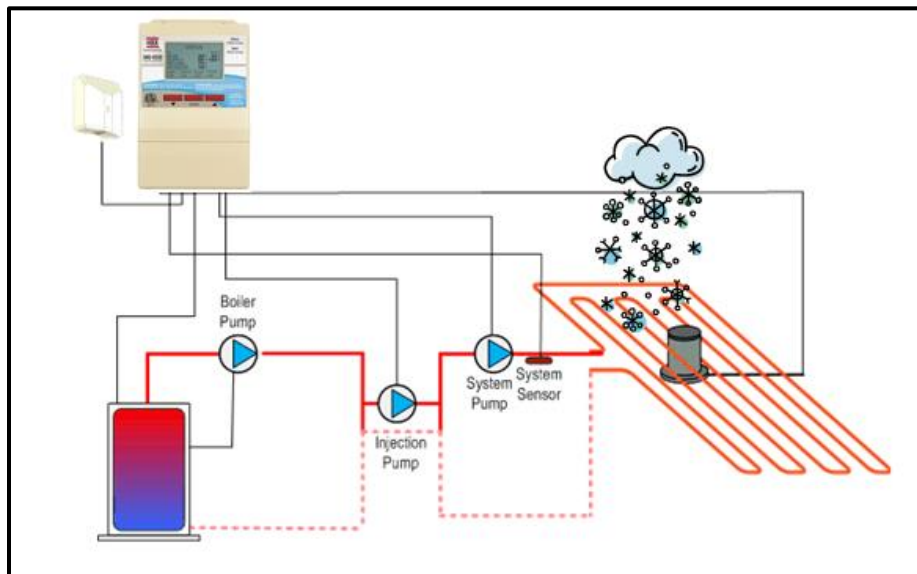 Boiler
Pump
System
Pump
System
Sensor
Injection
Pump